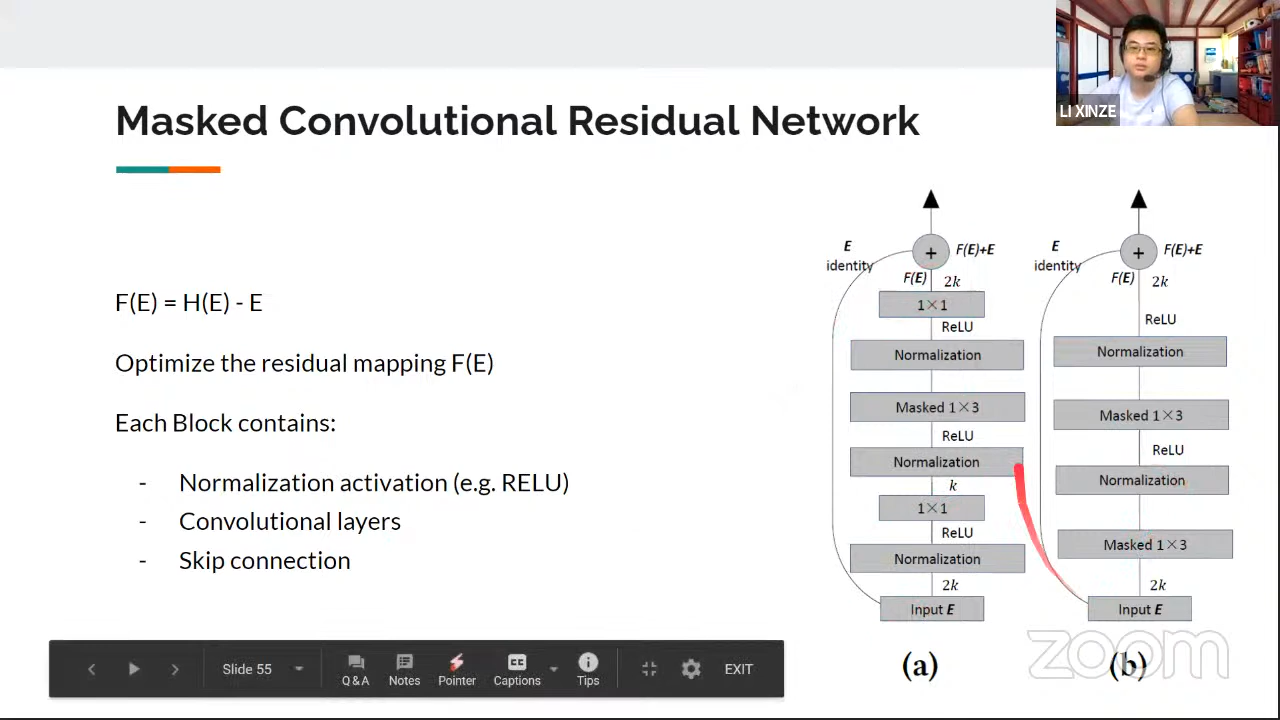 LI XINZE
Masked Convolutional Residual Network
F(E) = H(E) - E
Optimize the residual mapping F(E)
Each Block contains:
- Normalization activation (e.g. RELU)
- Convolutional layers
- Skip connection
E
identity
+
F(E)+E
F(E)
2k
1×1
ReLU
Normalization
Masked 1×3
ReLU
Normalization
k
1×1
ReLU
Normalization
2k
Input E
(a)
E
identity
+
F(E)+E
F(E)
2k
ReLU
Normalization
Masked 1×3
ReLU
Normalization
Masked 1×3
2k
Input E
(b)
zoom
Slide 55
Q&A
Notes
Pointer
CC
Captions
Tips
EXIT